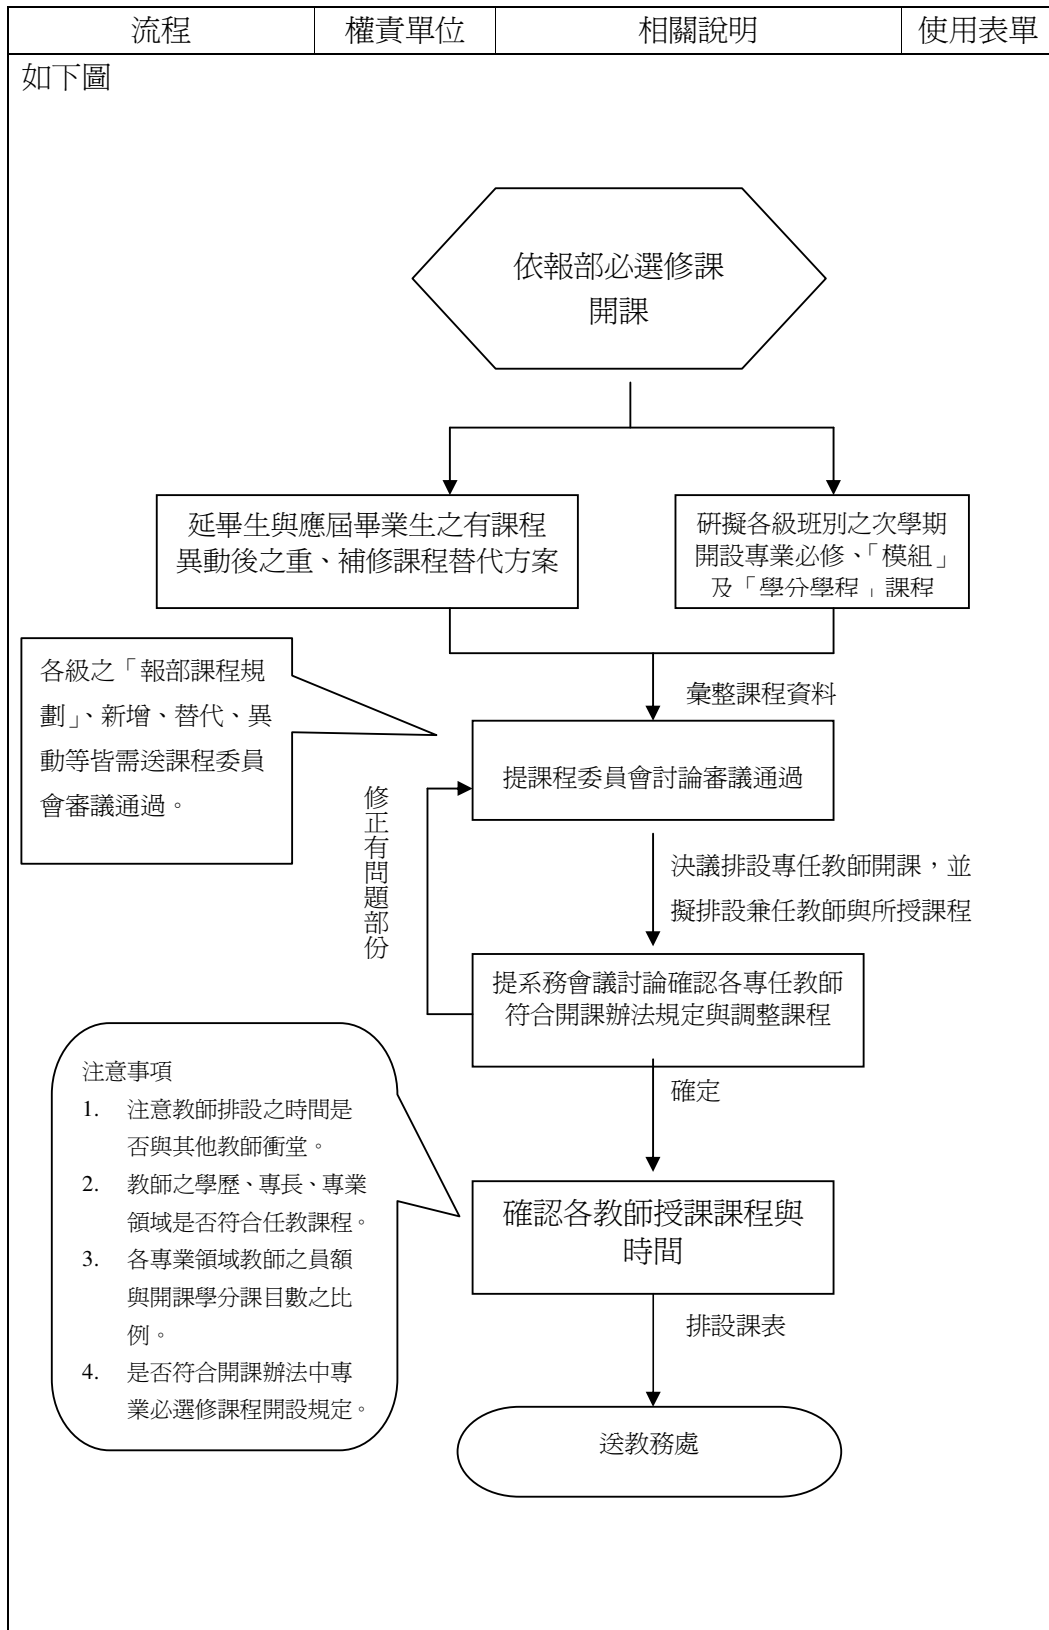 流程 權責單位 相關說明 使用表單
如下圖
依報部必選修課
開課
延畢生與應屆畢業生之有課程
異動後之重、補修課程替代方案
研擬各級班別之次學期
開設專業必修、「模組」
及「學分學程」課程
彙整課程資料
各級之「報部課程規
劃」、新增、替代、異
動等皆需送課程委員
會審議通過。
提課程委員會討論審議通過
修正有問題部份
決議排設專任教師開課，並
擬排設兼任教師與所授課程
提系務會議討論確認各專任教師
符合開課辦法規定與調整課程
確定
注意事項
1. 注意教師排設之時間是
否與其他教師衝堂。
2. 教師之學歷、專長、專業
領域是否符合任教課程。
3. 各專業領域教師之員額
與開課學分課目數之比
例。
4. 是否符合開課辦法中專
業必選修課程開設規定。
確認各教師授課課程與
時間
排設課表
送教務處